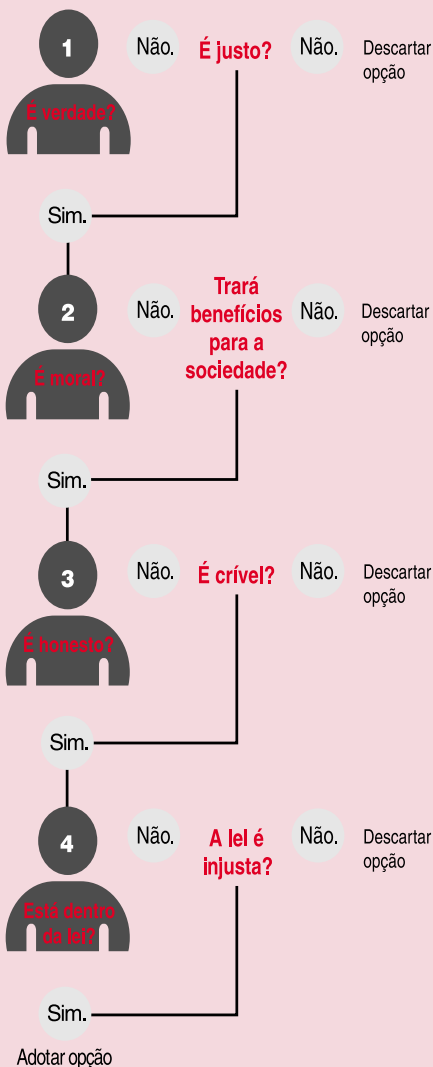 1
É verdade?
Não.
É justo?
Não.
Descartar
opção
Sim.
2
É moral?
Não.
Trará
benefícios
para a
sociedade?
Não.
Descartar
opção
Sim.
3
É honesto?
Não.
É crível?
Não.
Descartar
opção
Sim.
4
Está dentro
da lel?
Não.
A lel é
injusta?
Não.
Descartar
opção
Sim.
Adotar opção